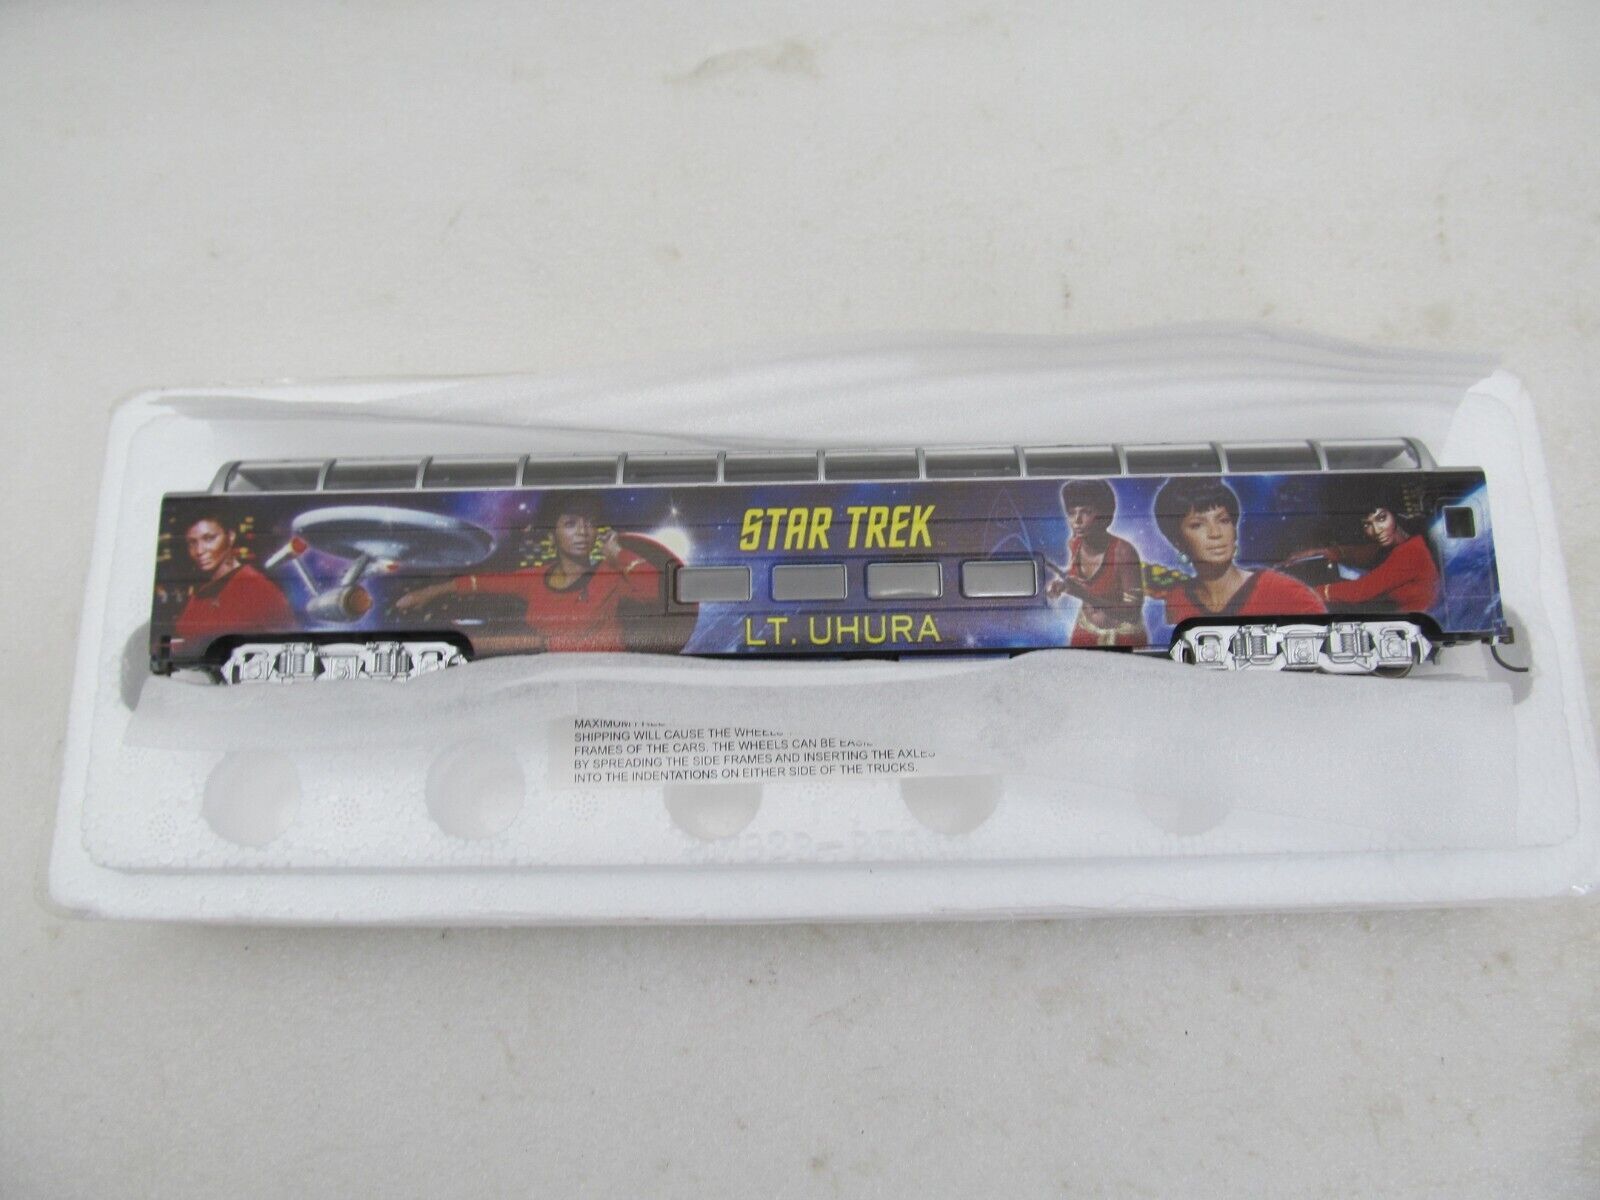 STAR TREK
LT. UHURA
SHIPPING WILL CAUSE THE WHEELS
FRAMES OF THE CARS. THE WHEELS CAN BE
BY SPREADING THE SIDE FRAMES AND INSERTING THE AXLES
INTO THE INDENTATIONS ON EITHER SIDE OF THE TRUCKS.